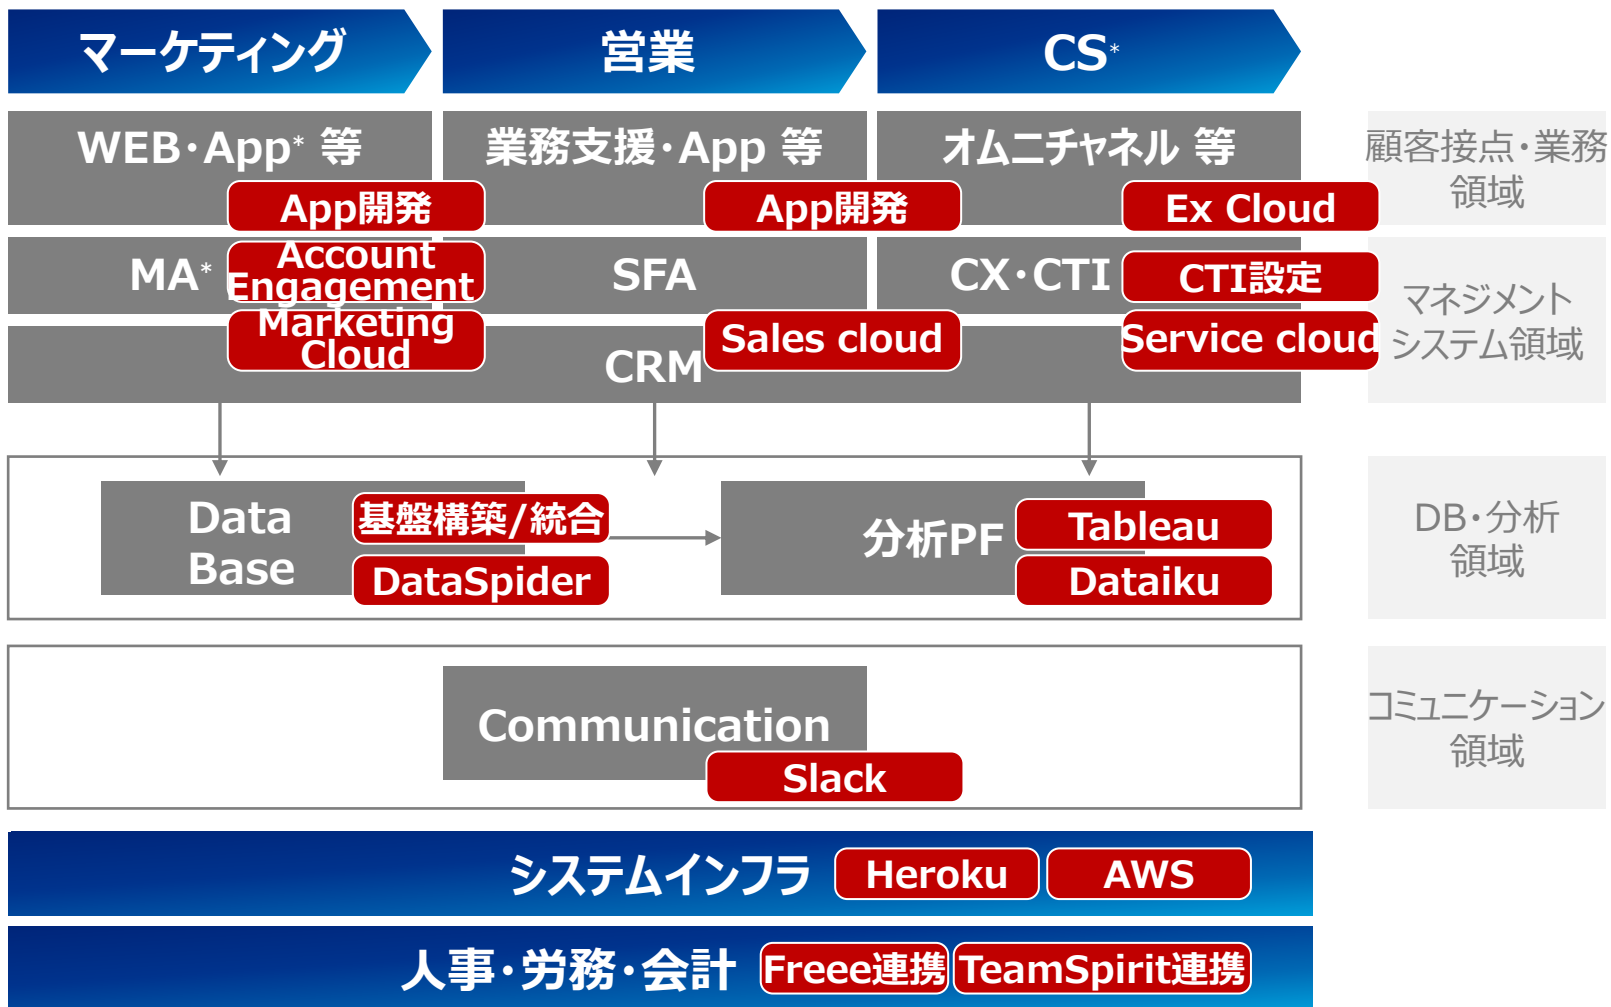 マーケティング
営業
CS*
WEB・App* 等
業務支援・App 等
オムニチャネル 等
顧客接点・業務
領域
App開発
App開発
Ex Cloud
MA*
Account
Engagement
SFA
CX・CTI
CTI設定
マネジメント
システム領域
Marketing
Cloud
Sales cloud
Service cloud
CRM
Data
Base
基盤構築/統合
DataSpider
分析PF
Tableau
Dataiku
DB・分析
領域
Communication
Slack
コミュニケーション
領域
システムインフラ
Heroku
AWS
人事・労務・会計
Freee連携
TeamSpirit連携